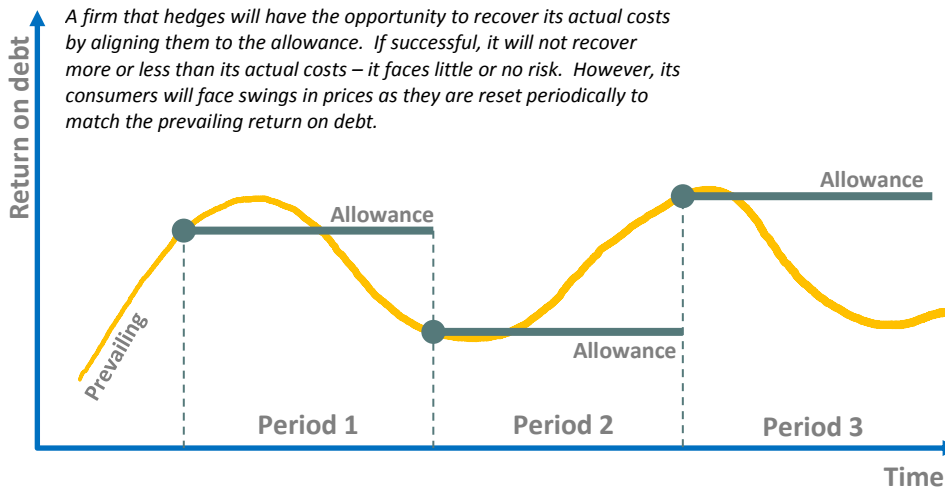 A firm that hedges will have the opportunity to recover its actual costs
by aligning them to the allowance.  If successful, it will not recover
more or less than its actual costs – it faces little or no risk.  However, its
consumers will face swings in prices as they are reset periodically to
match the prevailing return on debt.
Return on debt
Prevailing
Allowance
Allowance
Allowance
Period 1
Period 2
Period 3
Time